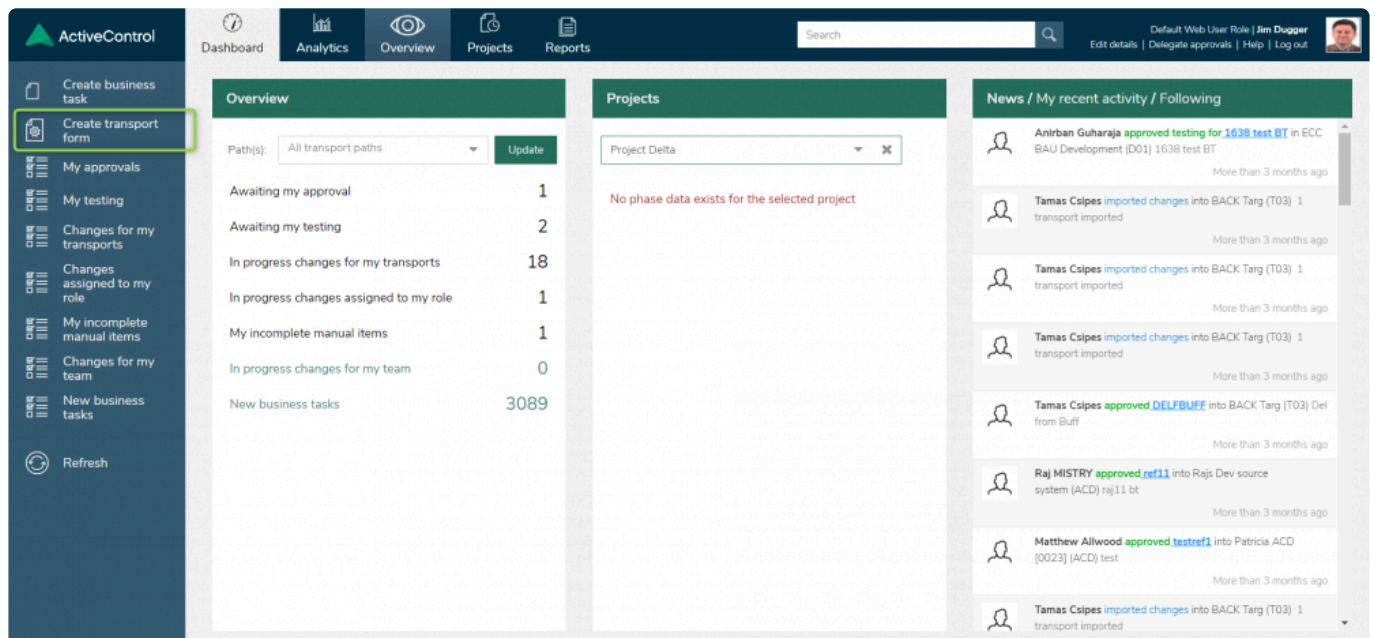 ActiveControl
Dashboard
Analytics
Overview
Projects
Reports
Search
Default Web User Role | Jim Dugger
Edit details | Delegate approvals | Help | Log out
Create business
task
Create transport
form
My approvals
My testing
Changes for my
transports
Changes
assigned to my
role
My incomplete
manual items
Changes for my
team
New business
tasks
Refresh
Overview
Path(s): All transport paths Update
Awaiting my approval 1
Awaiting my testing 2
In progress changes for my transports 18
In progress changes assigned to my role 1
My incomplete manual items 1
In progress changes for my team 0
New business tasks 3089
Projects
Project Delta
No phase data exists for the selected project
News / My recent activity / Following
Anirban Guharaja approved testing for 1638 test BT in ECC
BAU Development (D01) 1638 test BT
More than 3 months ago
Tamas Csipes imported changes into BACK Targ (T03) 1
transport imported
More than 3 months ago
Tamas Csipes imported changes into BACK Targ (T03) 1
transport imported
More than 3 months ago
Tamas Csipes imported changes into BACK Targ (T03) 1
transport imported
More than 3 months ago
Tamas Csipes approved DELFBUFF into BACK Targ (T03) Del
from Buff
More than 3 months ago
Raj MISTRY approved ref11 into Rajs Dev source
system (ACD) raj11 bt
More than 3 months ago
Matthew Allwood approved testref1 into Patricia ACD
[0023] (ACD) test
More than 3 months ago
Tamas Csipes imported changes into BACK Targ (T03) 1
transport imported